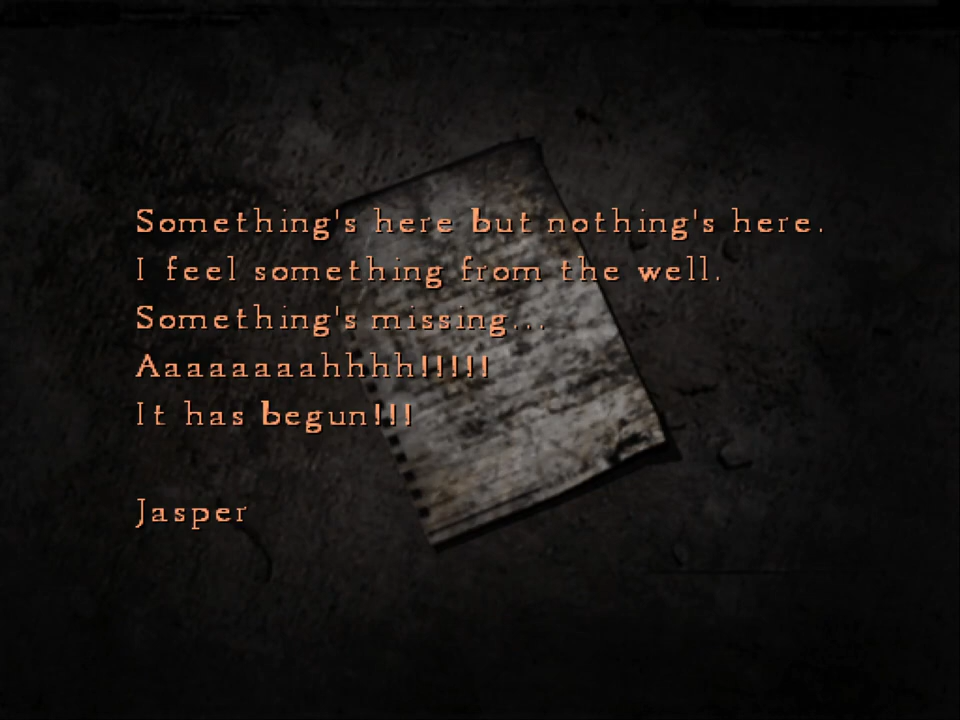 Something's here but nothing's here.
I feel something from the well.
Something's missing...
Aaaaaaaahhhh!!!!!
It has begun!!!
Jasper